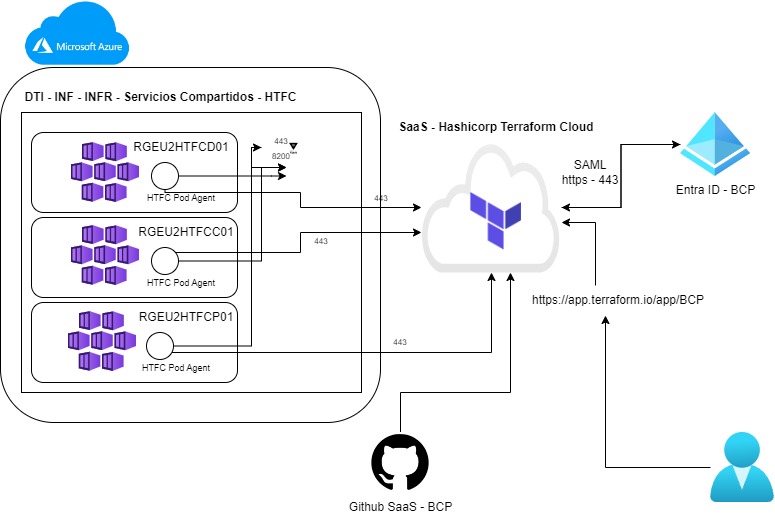 Microsoft Azure
DTI - INF - INFR - Servicios Compartidos - HTFC
RGEU2HTFCD01
HTFC Pod Agent
443
8200
RGEU2HTFCC01
HTFC Pod Agent
RGEU2HTFCP01
HTFC Pod Agent
443
443
443
SaaS - Hashicorp Terraform Cloud
SAML
https - 443
Entra ID - BCP
https://app.terraform.io/app/BCP
Github SaaS - BCP